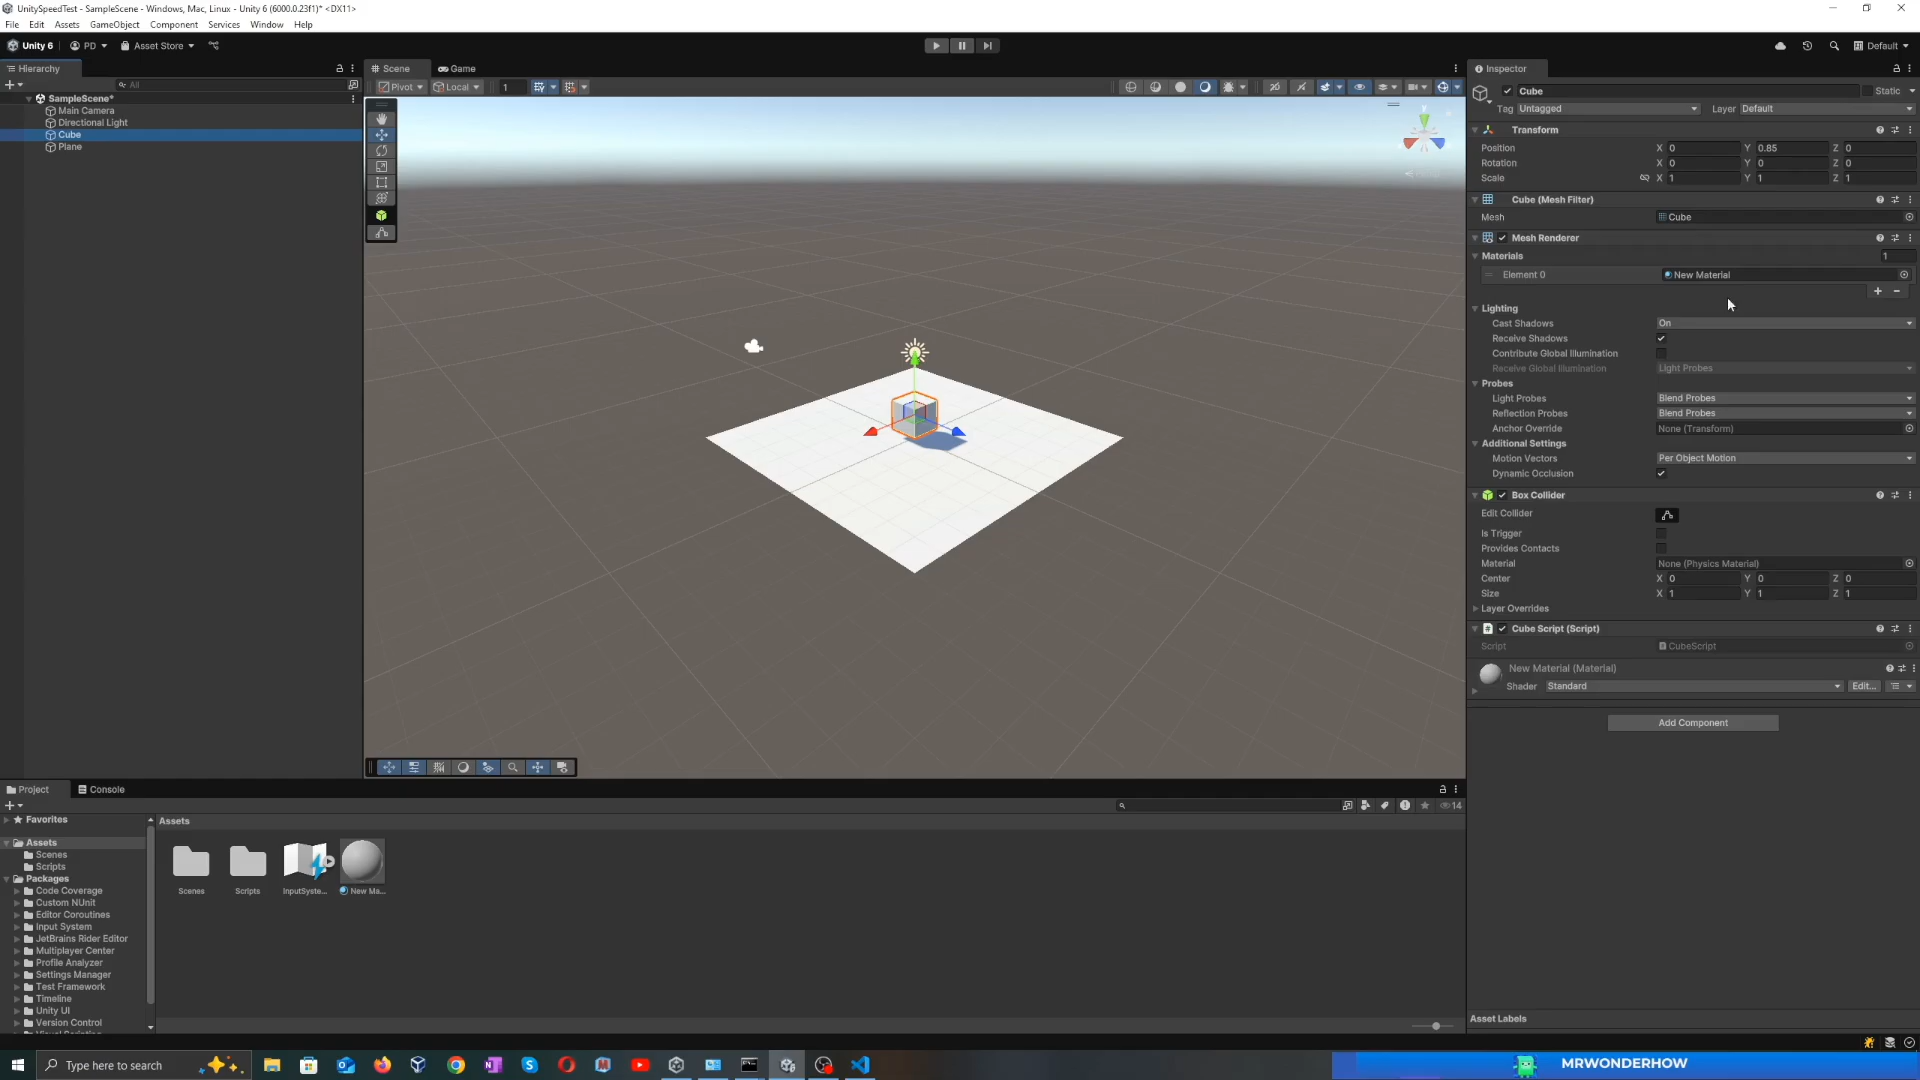 UnitySpeedTest - SampleScene - Windows, Mac, Linux - Unity 6 (6000.0.23f1)* <DX11>
File Edit Assets GameObject Component Services Window Help
Unity 6 PD Asset Store Default
Hierarchy
All
SampleScene*
Main Camera
Directional Light
Cube
Plane
Scene Game
Pivot Local 1
Inspector
Cube Static
Tag Untagged Layer Default
Transform
Position X 0 Y 0.85 Z 0
Rotation X 0 Y 0 Z 0
Scale X 1 Y 1 Z 1
Cube (Mesh Filter)
Mesh Cube
Mesh Renderer
Materials 1
Element 0 New Material
Lighting
Cast Shadows On
Receive Shadows
Contribute Global Illumination
Receive Global Illumination Light Probes
Probes
Light Probes Blend Probes
Reflection Probes Blend Probes
Anchor Override None (Transform)
Additional Settings
Motion Vectors Per Object Motion
Dynamic Occlusion
Box Collider
Edit Collider
Is Trigger
Provides Contacts
Material None (Physics Material)
Center X 0 Y 0 Z 0
Size X 1 Y 1 Z 1
Layer Overrides
Cube Script (Script)
Script CubeScript
New Material (Material)
Shader Standard Edit...
Add Component
Asset Labels
Project Console
14
Favorites
Assets
Scenes
Scripts
Packages
Code Coverage
Custom NUnit
Editor Coroutines
Input System
JetBrains Rider Editor
Multiplayer Center
Profile Analyzer
Settings Manager
Test Framework
Timeline
Unity UI
Version Control
Assets
Scenes Scripts InputSyste... New Ma...
Type here to search
MRWONDERHOW